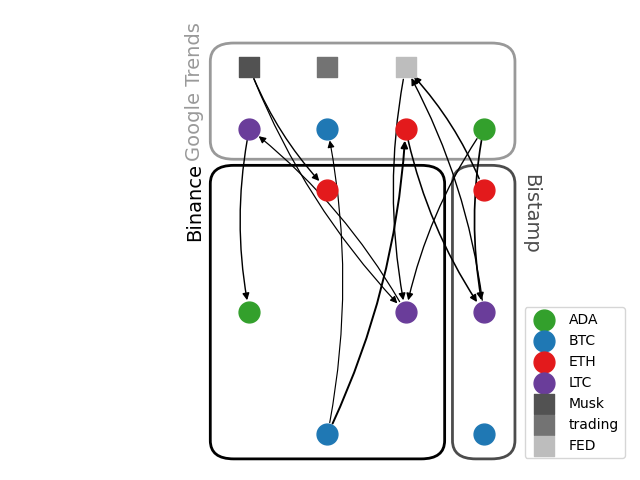 Google Trends
Binance
Bistamp
ADA
BTC
ETH
LTC
Musk
trading
FED